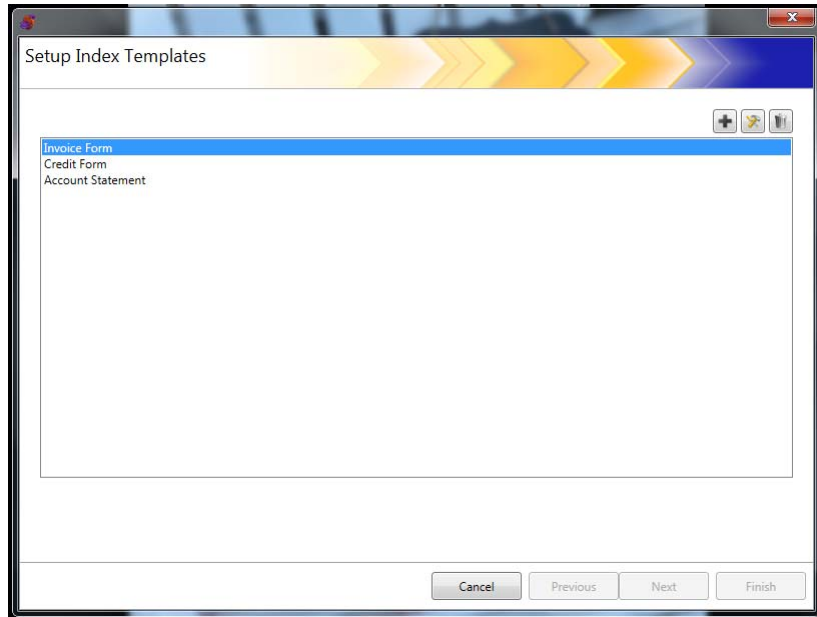 Setup Index Templates
Invoice Form
Credit Form
Account Statement
Cancel Previous Next Finish